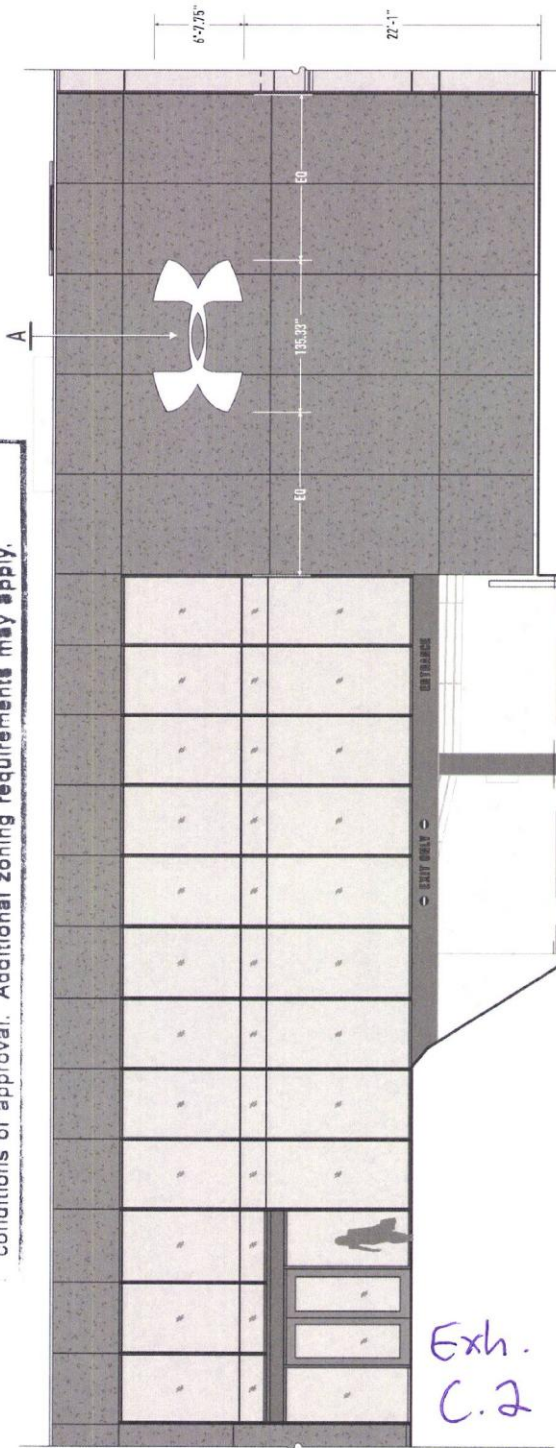 conditions of approval. Additional zoning requirements may apply.
A
6'-7.75"
22'-1"
EQ
135.33"
EQ
EXIT ONLY
ENTRANCE
Exh.
C.2